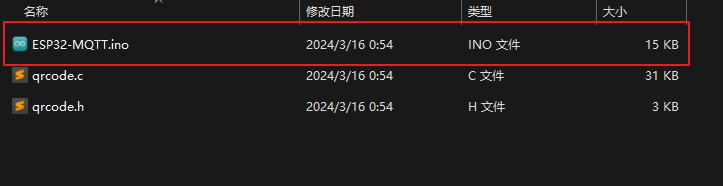 名称 修改日期 类型 大小
ESP32-MQTT.ino 2024/3/16 0:54 INO 文件 15 KB
qrcode.c 2024/3/16 0:54 C 文件 31 KB
qrcode.h 2024/3/16 0:54 H 文件 3 KB